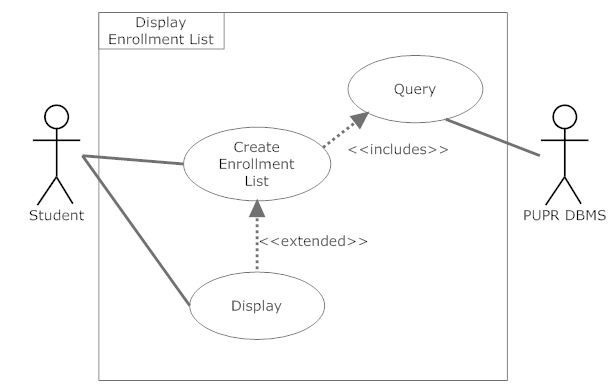 Display
Enrollment List
Query
Create
Enrollment
List
<<includes>>
Student
PUPR DBMS
<<extended>>
Display